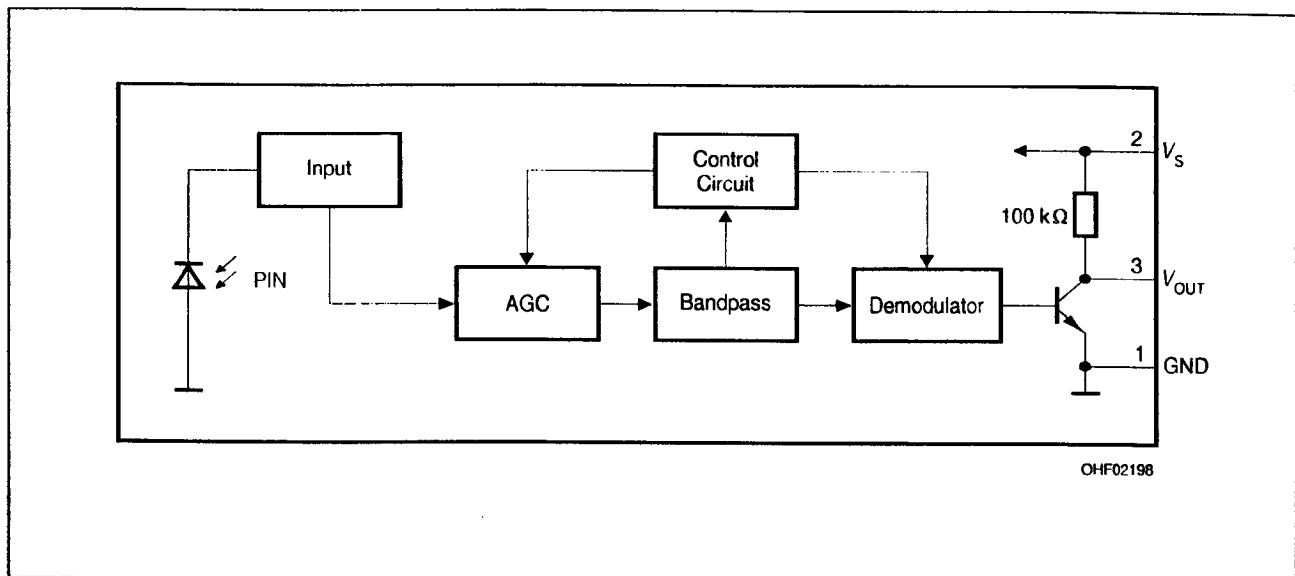 Input
Control
Circuit
2
V_S
100 kΩ
PIN
3
V_OUT
AGC
Bandpass
Demodulator
1
GND
OHF02198